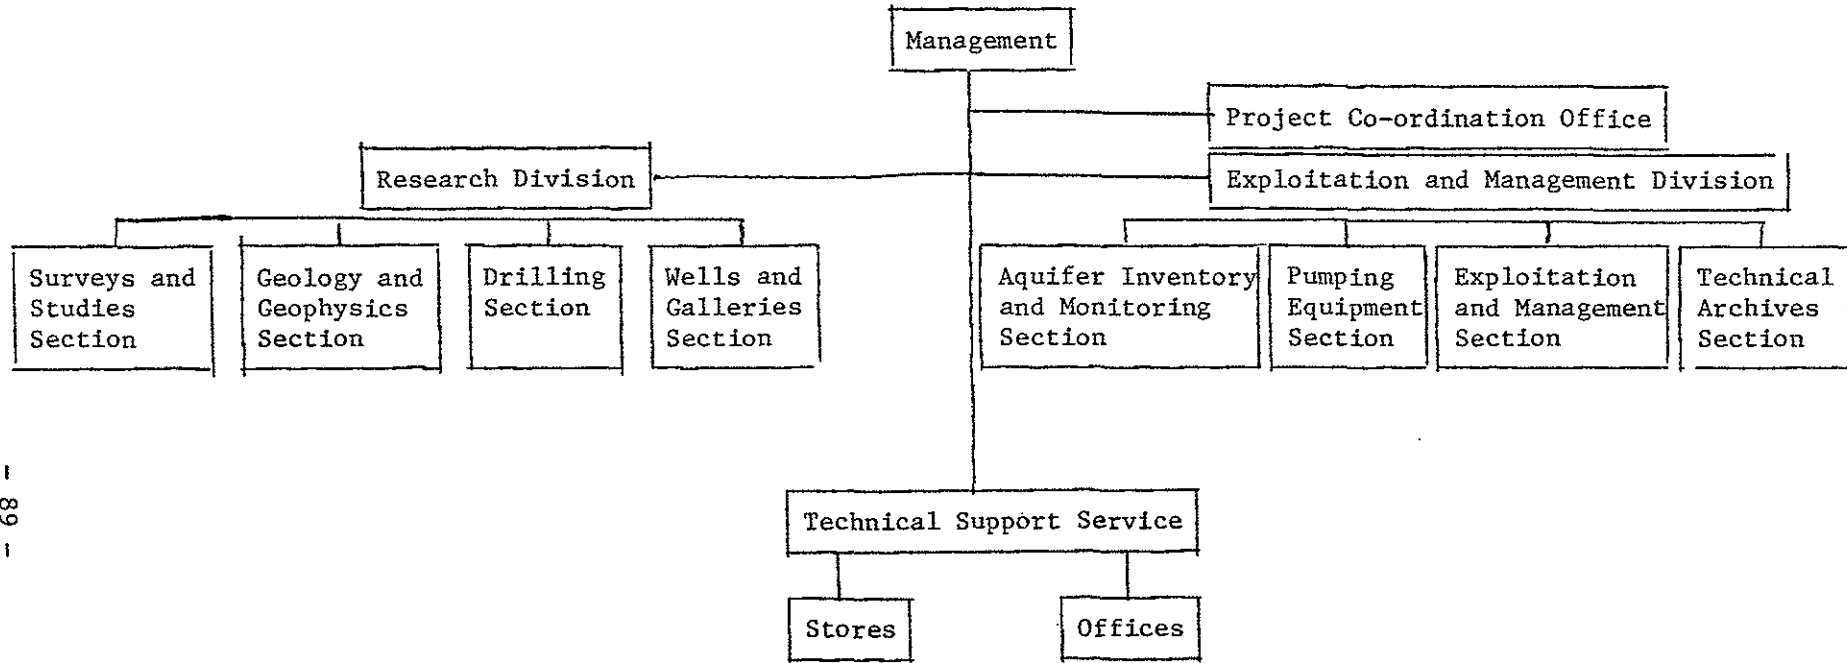 Management
Project Co-ordination Office
Research Division
Exploitation and Management Division
Surveys and
Studies
Section
Geology and
Geophysics
Section
Drilling
Section
Wells and
Galleries
Section
Aquifer Inventory
and Monitoring
Section
Pumping
Equipment
Section
Exploitation
and Management
Section
Technical
Archives
Section
- 89 -
Technical Support Service
Stores
Offices